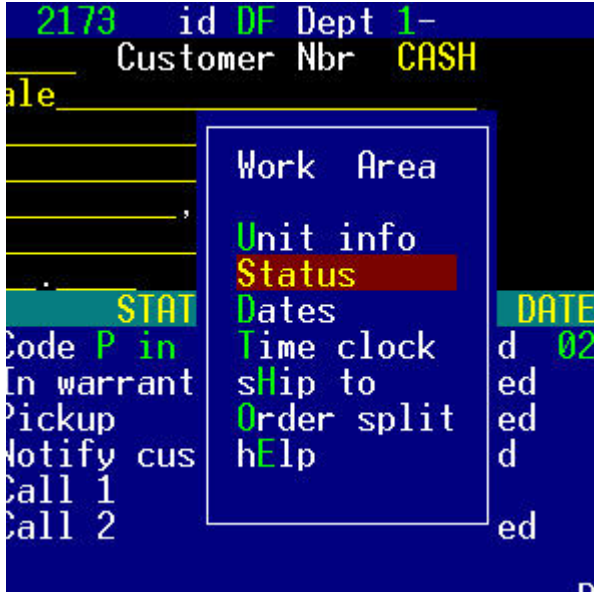 2173 id DF Dept 1-
Customer Nbr CASH
ale
,
Work Area
Unit info
.
Status
STAT
Dates
DATE
Code P in
Time clock
d 02
In warrant
sHip to
ed
Pickup
Order split
ed
Notify cus
hElp
d
Call 1
Call 2
ed